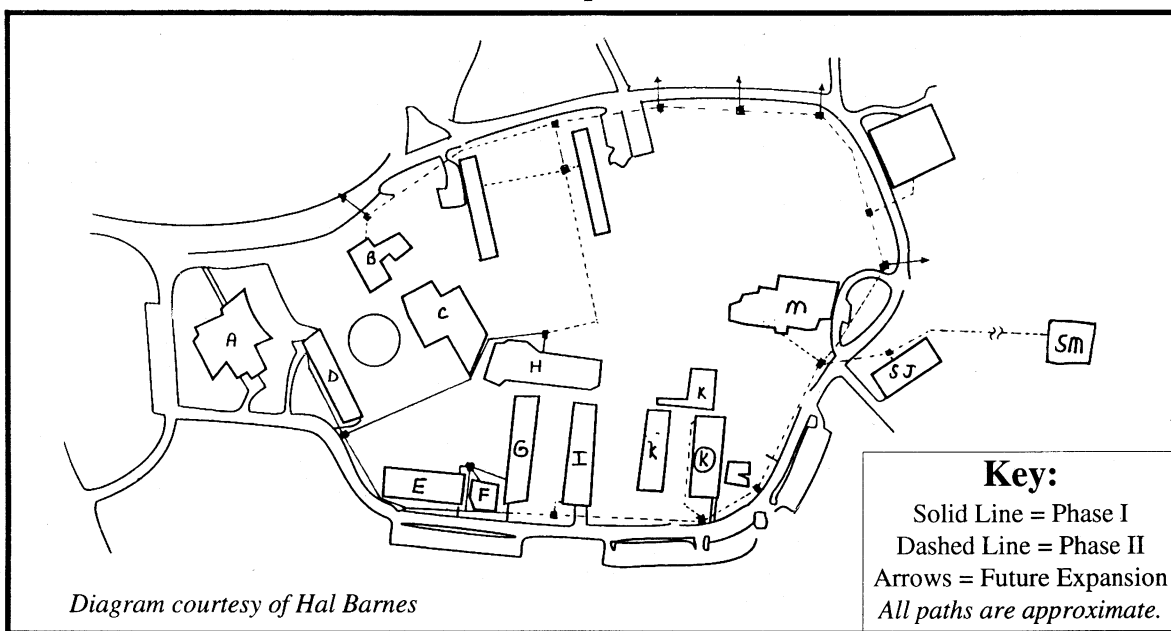 B
A
C
D
H
M
SM
SJ
K
G
I
K
K
E
F
Key:
Solid Line = Phase I
Dashed Line = Phase II
Arrows = Future Expansion
All paths are approximate.
Diagram courtesy of Hal Barnes